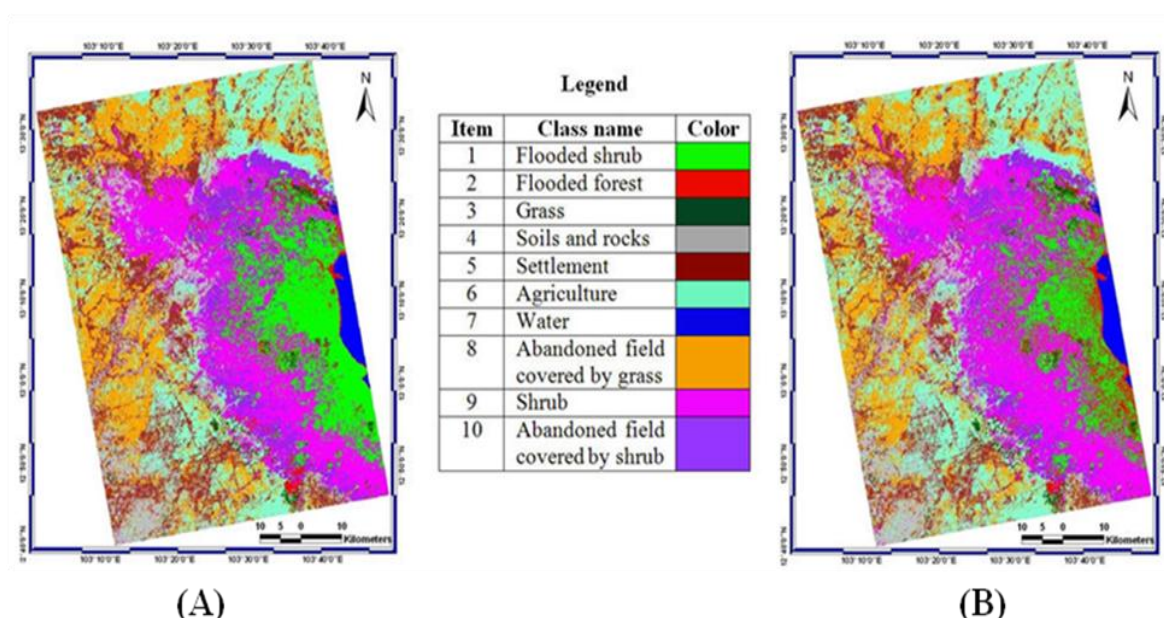 103°10'0"E 103°20'0"E 103°30'0"E 103°40'0"E
N
10 5 0 10
Kilometers
103°10'0"E 103°20'0"E 103°30'0"E 103°40'0"E
(A)
Legend
Item Class name Color
1 Flooded shrub
2 Flooded forest
3 Grass
4 Soils and rocks
5 Settlement
6 Agriculture
7 Water
8 Abandoned field
covered by grass
9 Shrub
10 Abandoned field
covered by shrub
103°10'0"E 103°20'0"E 103°30'0"E 103°40'0"E
N
10 5 0 10
Kilometers
103°10'0"E 103°20'0"E 103°30'0"E 103°40'0"E
(B)